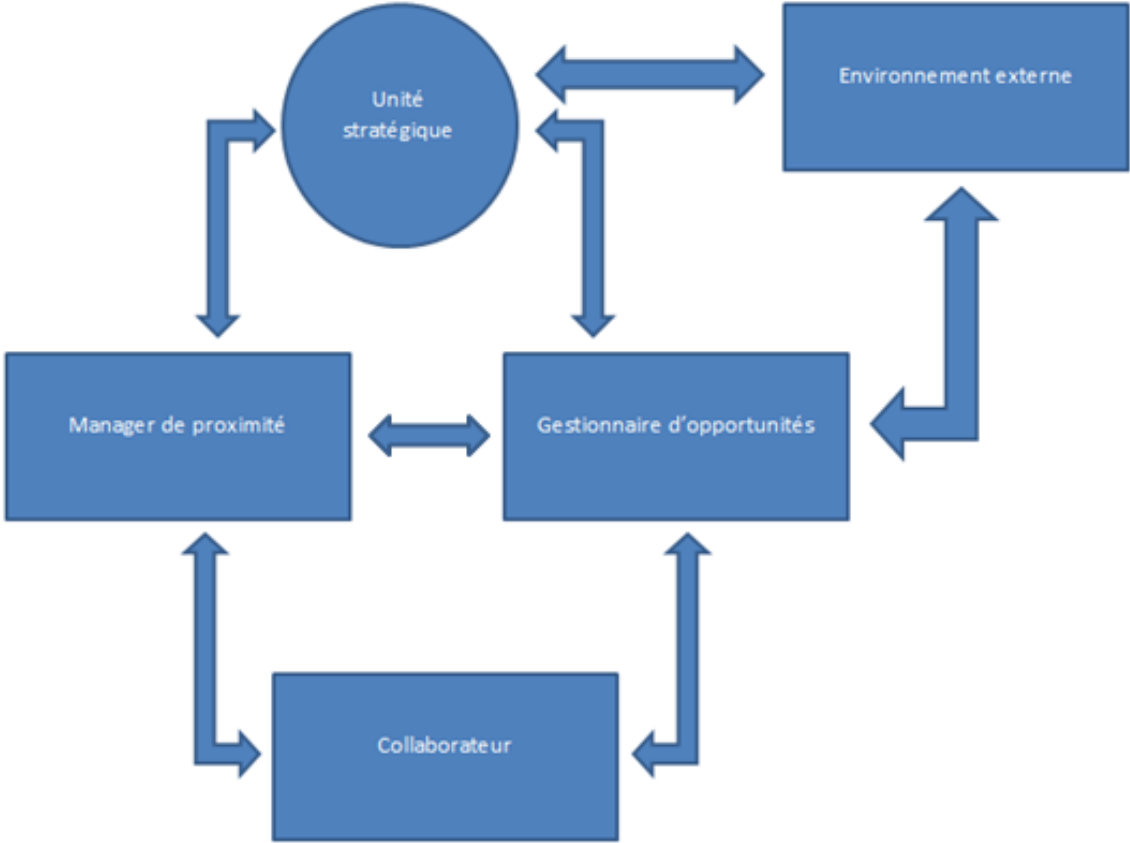 Unité
stratégique
Environnement externe
Manager de proximité
Gestionnaire d’opportunités
Collaborateur